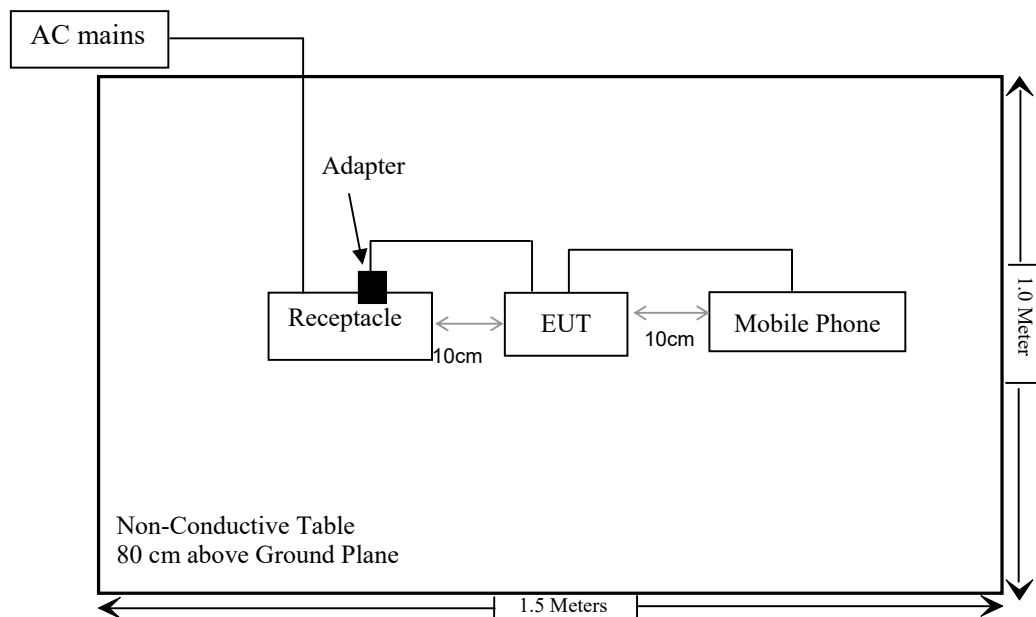 AC mains
Adapter
Receptacle
10cm
EUT
10cm
Mobile Phone
1.0 Meter
Non-Conductive Table
80 cm above Ground Plane
1.5 Meters